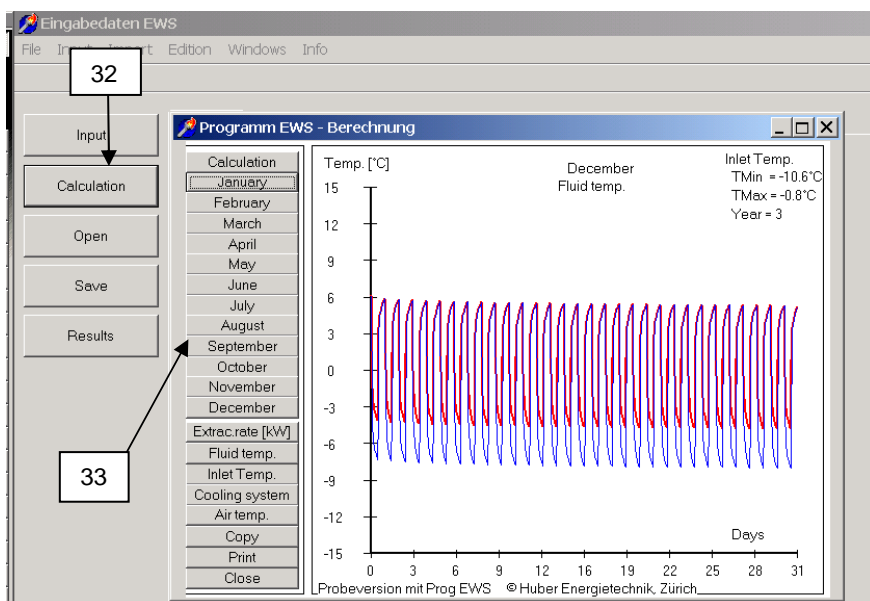 Eingabedaten EWS
File Input Import Edition Windows Info
32
Input
Calculation
Open
Save
Results
33
Programm EWS - Berechnung
Calculation
January
February
March
April
May
June
July
August
September
October
November
December
Extrac.rate [kW]
Fluid temp.
Inlet Temp.
Cooling system
Air temp.
Copy
Print
Close
Temp. [°C]
December
Fluid temp.
Inlet Temp.
TMin = -10.6°C
TMax = -0.8°C
Year = 3
15
12
9
6
3
0
-3
-6
-9
-12
-15
Days
0 3 6 9 12 16 19 22 25 28 31
Probeversion mit Prog EWS © Huber Energietechnik, Zürich